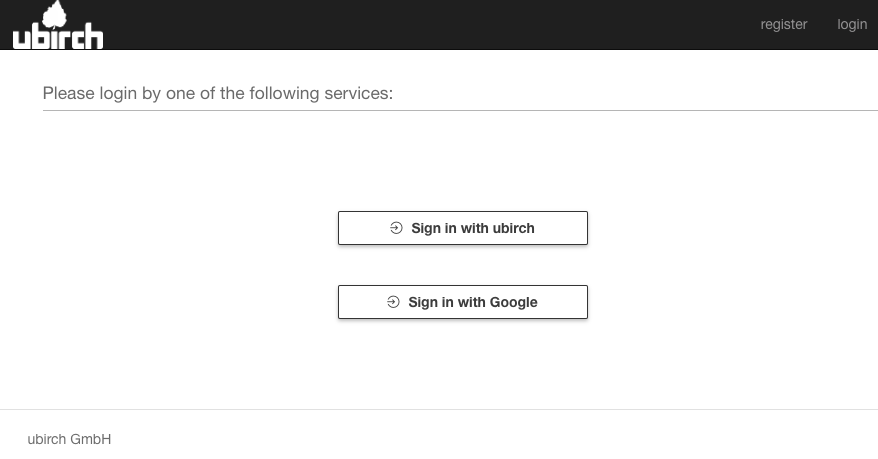 ubirch
register login
Please login by one of the following services:
Sign in with ubirch
Sign in with Google
ubirch GmbH